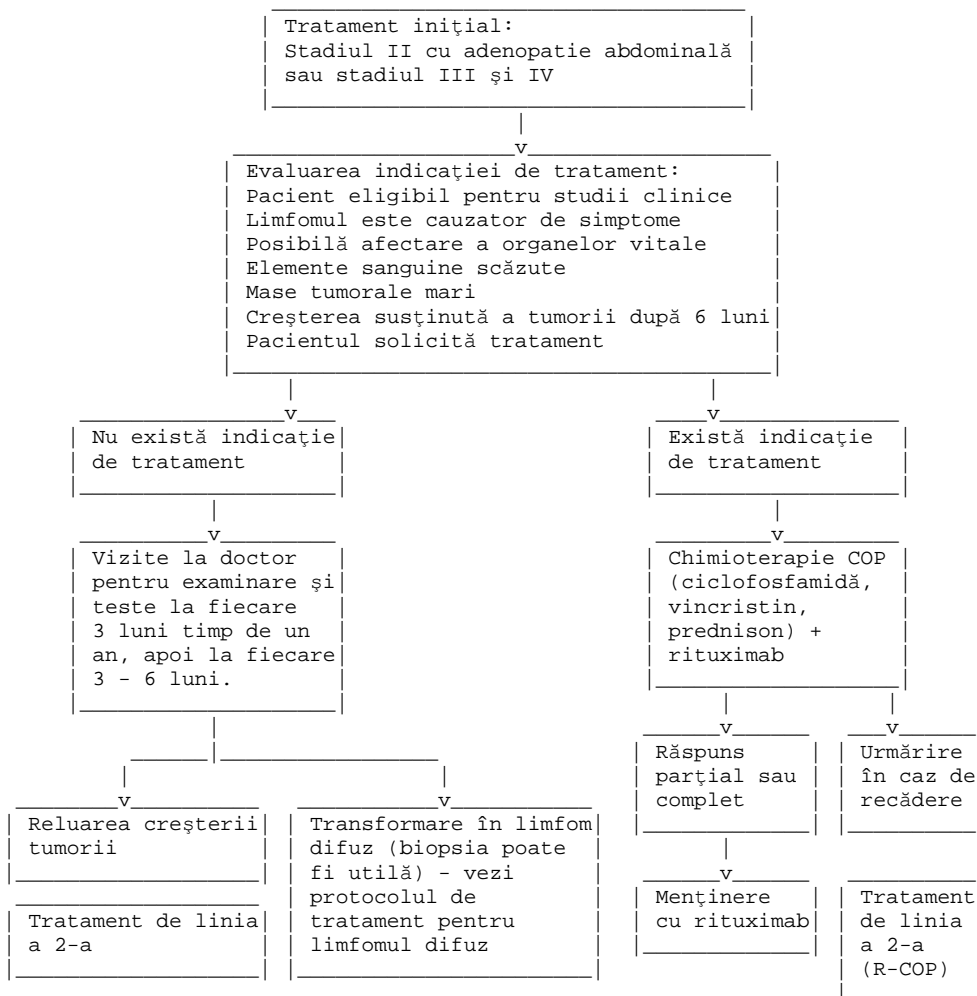 Tratament iniţial:
Stadiul II cu adenopatie abdominală
sau stadiul III şi IV
Evaluarea indicaţiei de tratament:
Pacient eligibil pentru studii clinice
Limfomul este cauzator de simptome
Posibilă afectare a organelor vitale
Elemente sanguine scăzute
Mase tumorale mari
Creşterea susţinută a tumorii după 6 luni
Pacientul solicită tratament
Nu există indicaţie
de tratament
Există indicaţie
de tratament
Vizite la doctor
pentru examinare şi
teste la fiecare
3 luni timp de un
an, apoi la fiecare
3 - 6 luni.
Chimioterapie COP
(ciclofosfamidă,
vincristin,
prednison) +
rituximab
Răspuns
parţial sau
complet
Urmărire
în caz de
recădere
Reluarea creşterii
tumorii
Transformare în limfom
difuz (biopsia poate
fi utilă) - vezi
protocolul de
tratament pentru
limfomul difuz
Tratament de linia
a 2-a
Menţinere
cu rituximab
Tratament
de linia
a 2-a
(R-COP)